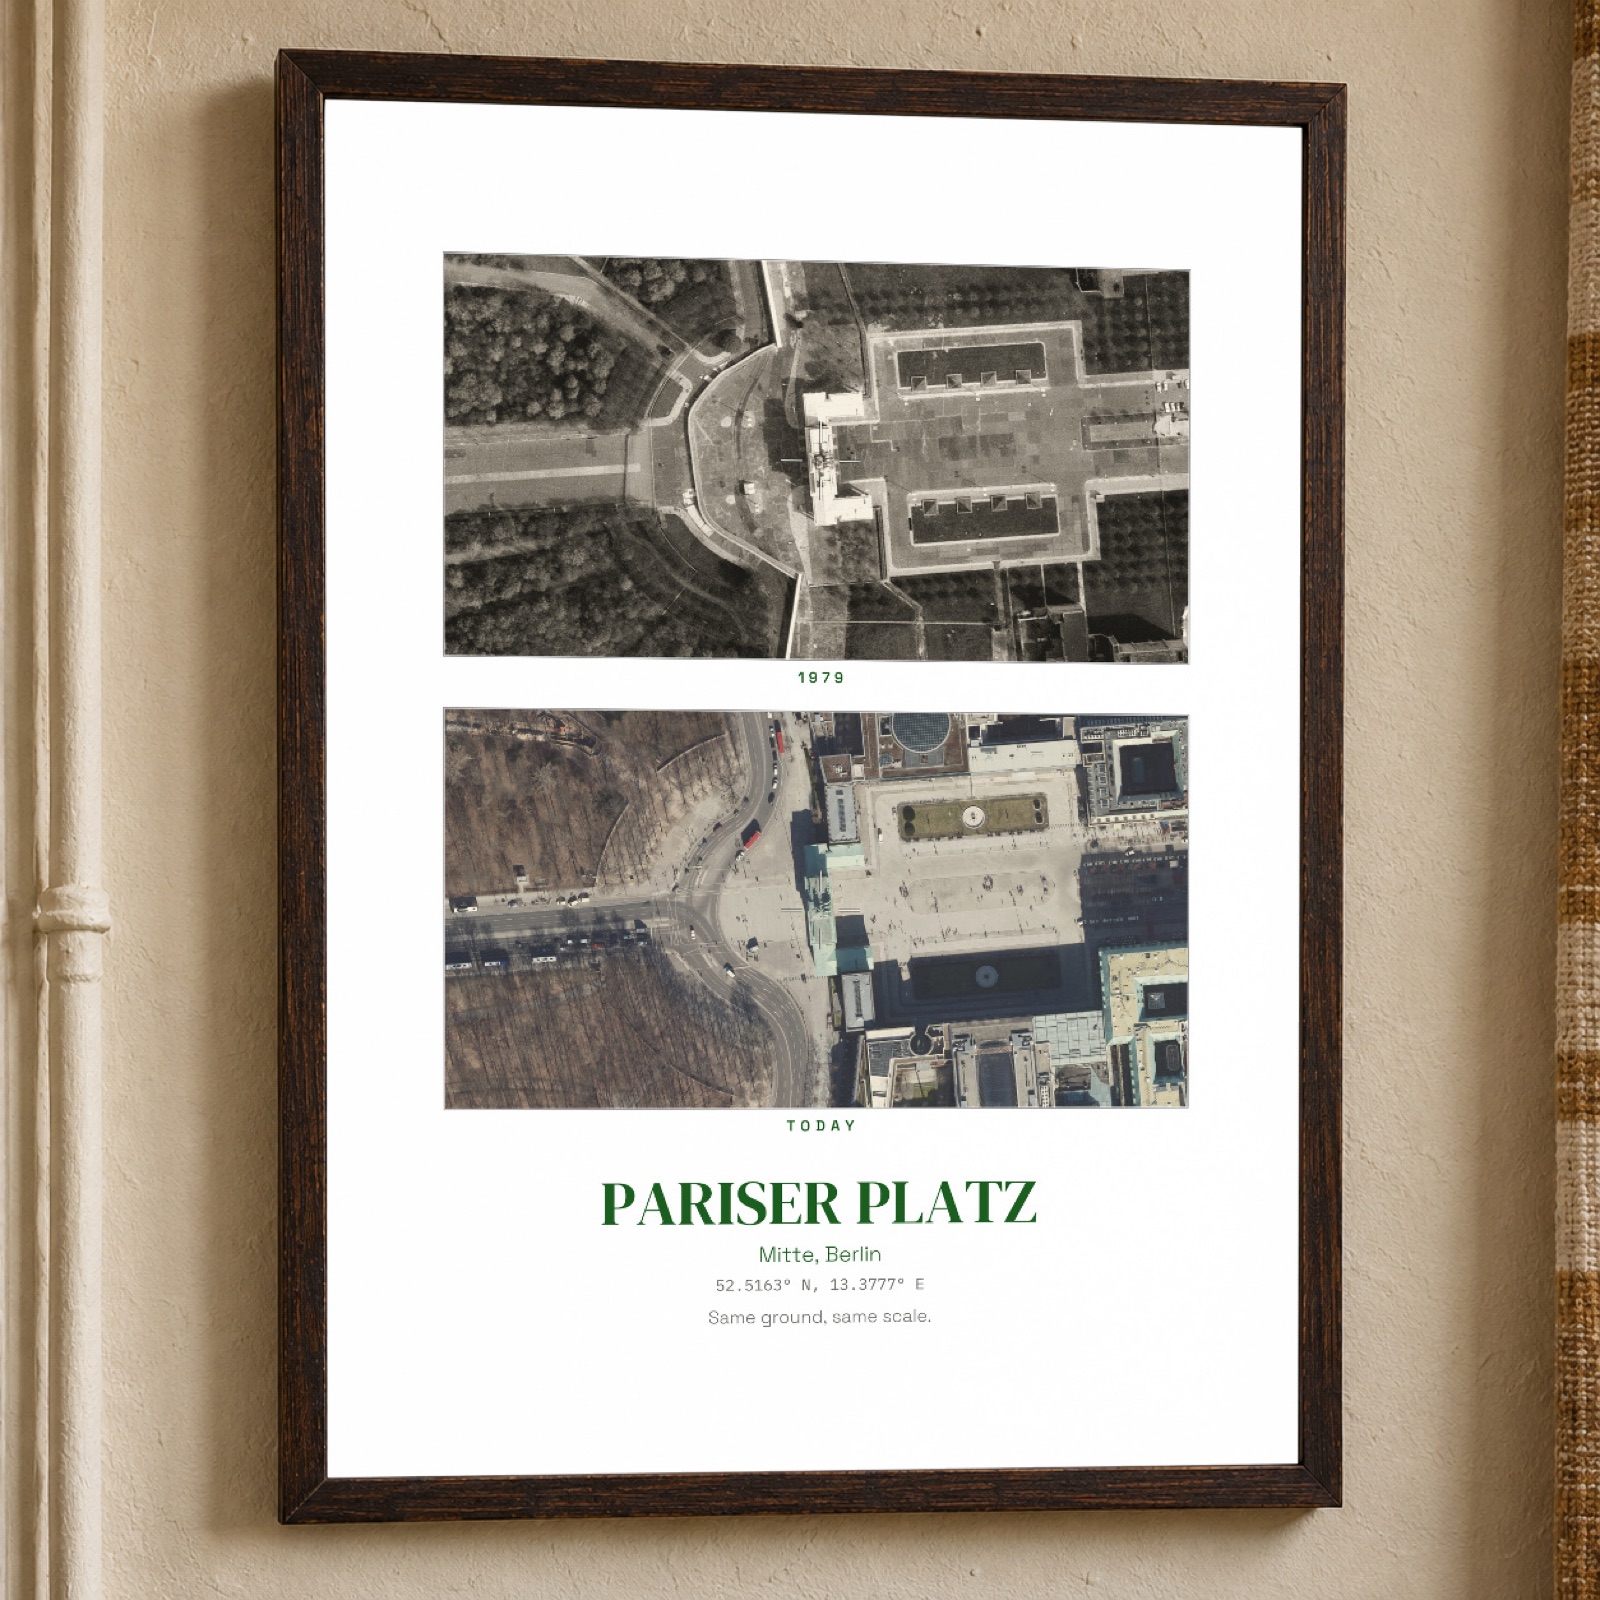 1979
TODAY
PARISER PLATZ
Mitte, Berlin
52.5163° N, 13.3777° E
Same ground, same scale.